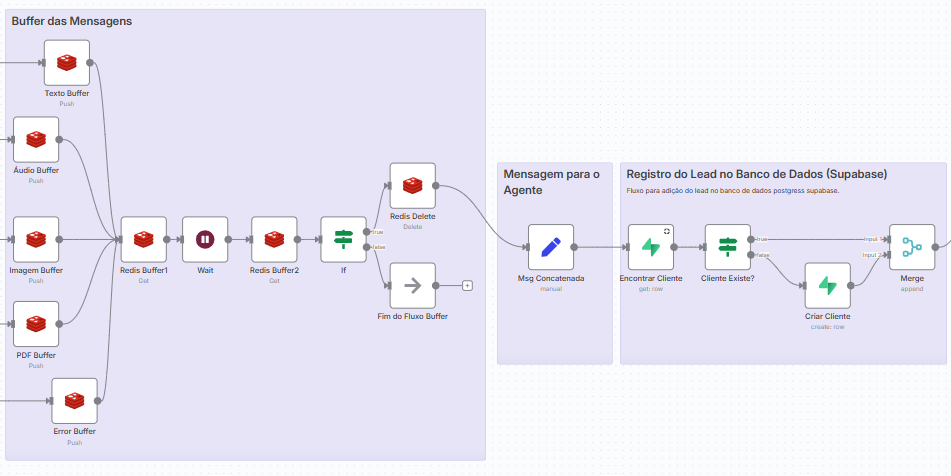 Buffer das Mensagens
Texto Buffer
Push
Áudio Buffer
Push
Imagem Buffer
Push
PDF Buffer
Push
Error Buffer
Push
Redis Buffer1
Get
Wait
Redis Buffer2
Get
If
true
false
Redis Delete
Delete
Fim do Fluxo Buffer
Mensagem para o
Agente
Msg Concatenada
manual
Registro do Lead no Banco de Dados (Supabase)
Fluxo para adição do lead no banco de dados postgress supabase.
Encontrar Cliente
get: row
Cliente Existe?
true
false
Criar Cliente
create: row
Input 1
Input 2
Merge
append